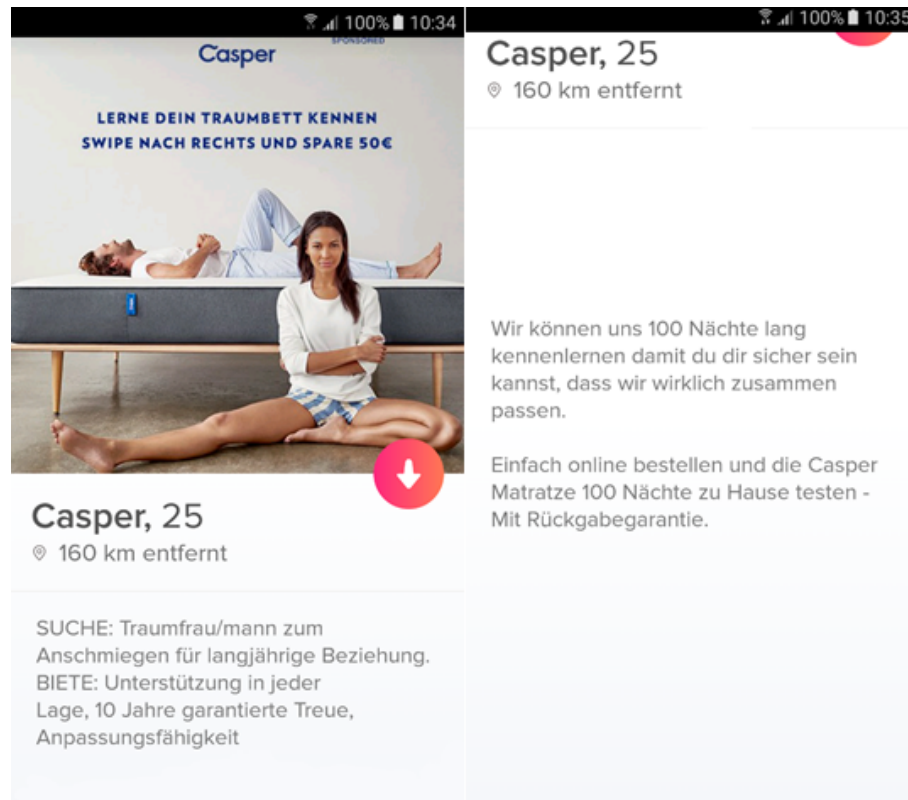 100% 10:34
SPONSORED
Casper
LERNE DEIN TRAUMBETT KENNEN
SWIPE NACH RECHTS UND SPARE 50€
Casper, 25
160 km entfernt
SUCHE: Traumfrau/mann zum
Anschmiegen für langjährige Beziehung.
BIETE: Unterstützung in jeder
Lage, 10 Jahre garantierte Treue,
Anpassungsfähigkeit
100% 10:35
Casper, 25
160 km entfernt
Wir können uns 100 Nächte lang
kennenlernen damit du dir sicher sein
kannst, dass wir wirklich zusammen
passen.
Einfach online bestellen und die Casper
Matratze 100 Nächte zu Hause testen -
Mit Rückgabegarantie.